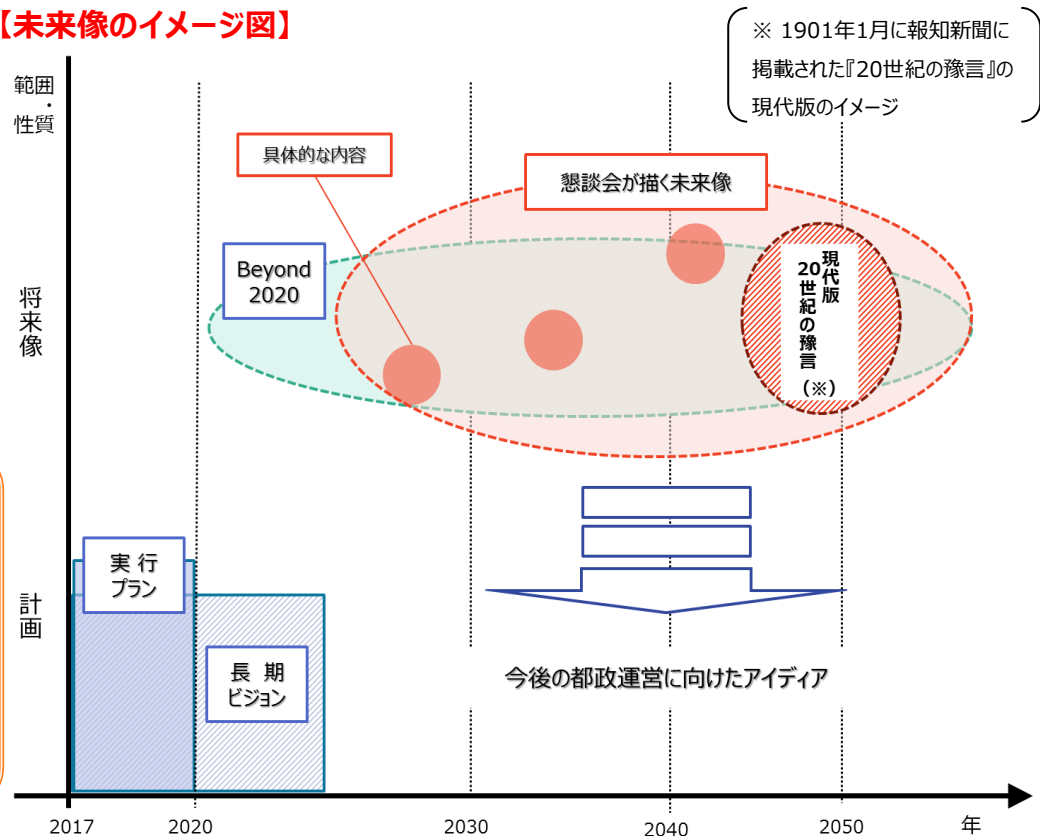 【未来像のイメージ図】
※ 1901年1月に報知新聞に
掲載された『20世紀の豫言』の
現代版のイメージ
範囲
・
性質
具体的な内容
懇談会が描く未来像
Beyond
2020
現代版
20世紀の豫言
（※）
将来像
実 行
プラン
計画
長 期
ビジョン
今後の都政運営に向けたアイディア
2017
2020
2030
2040
2050
年